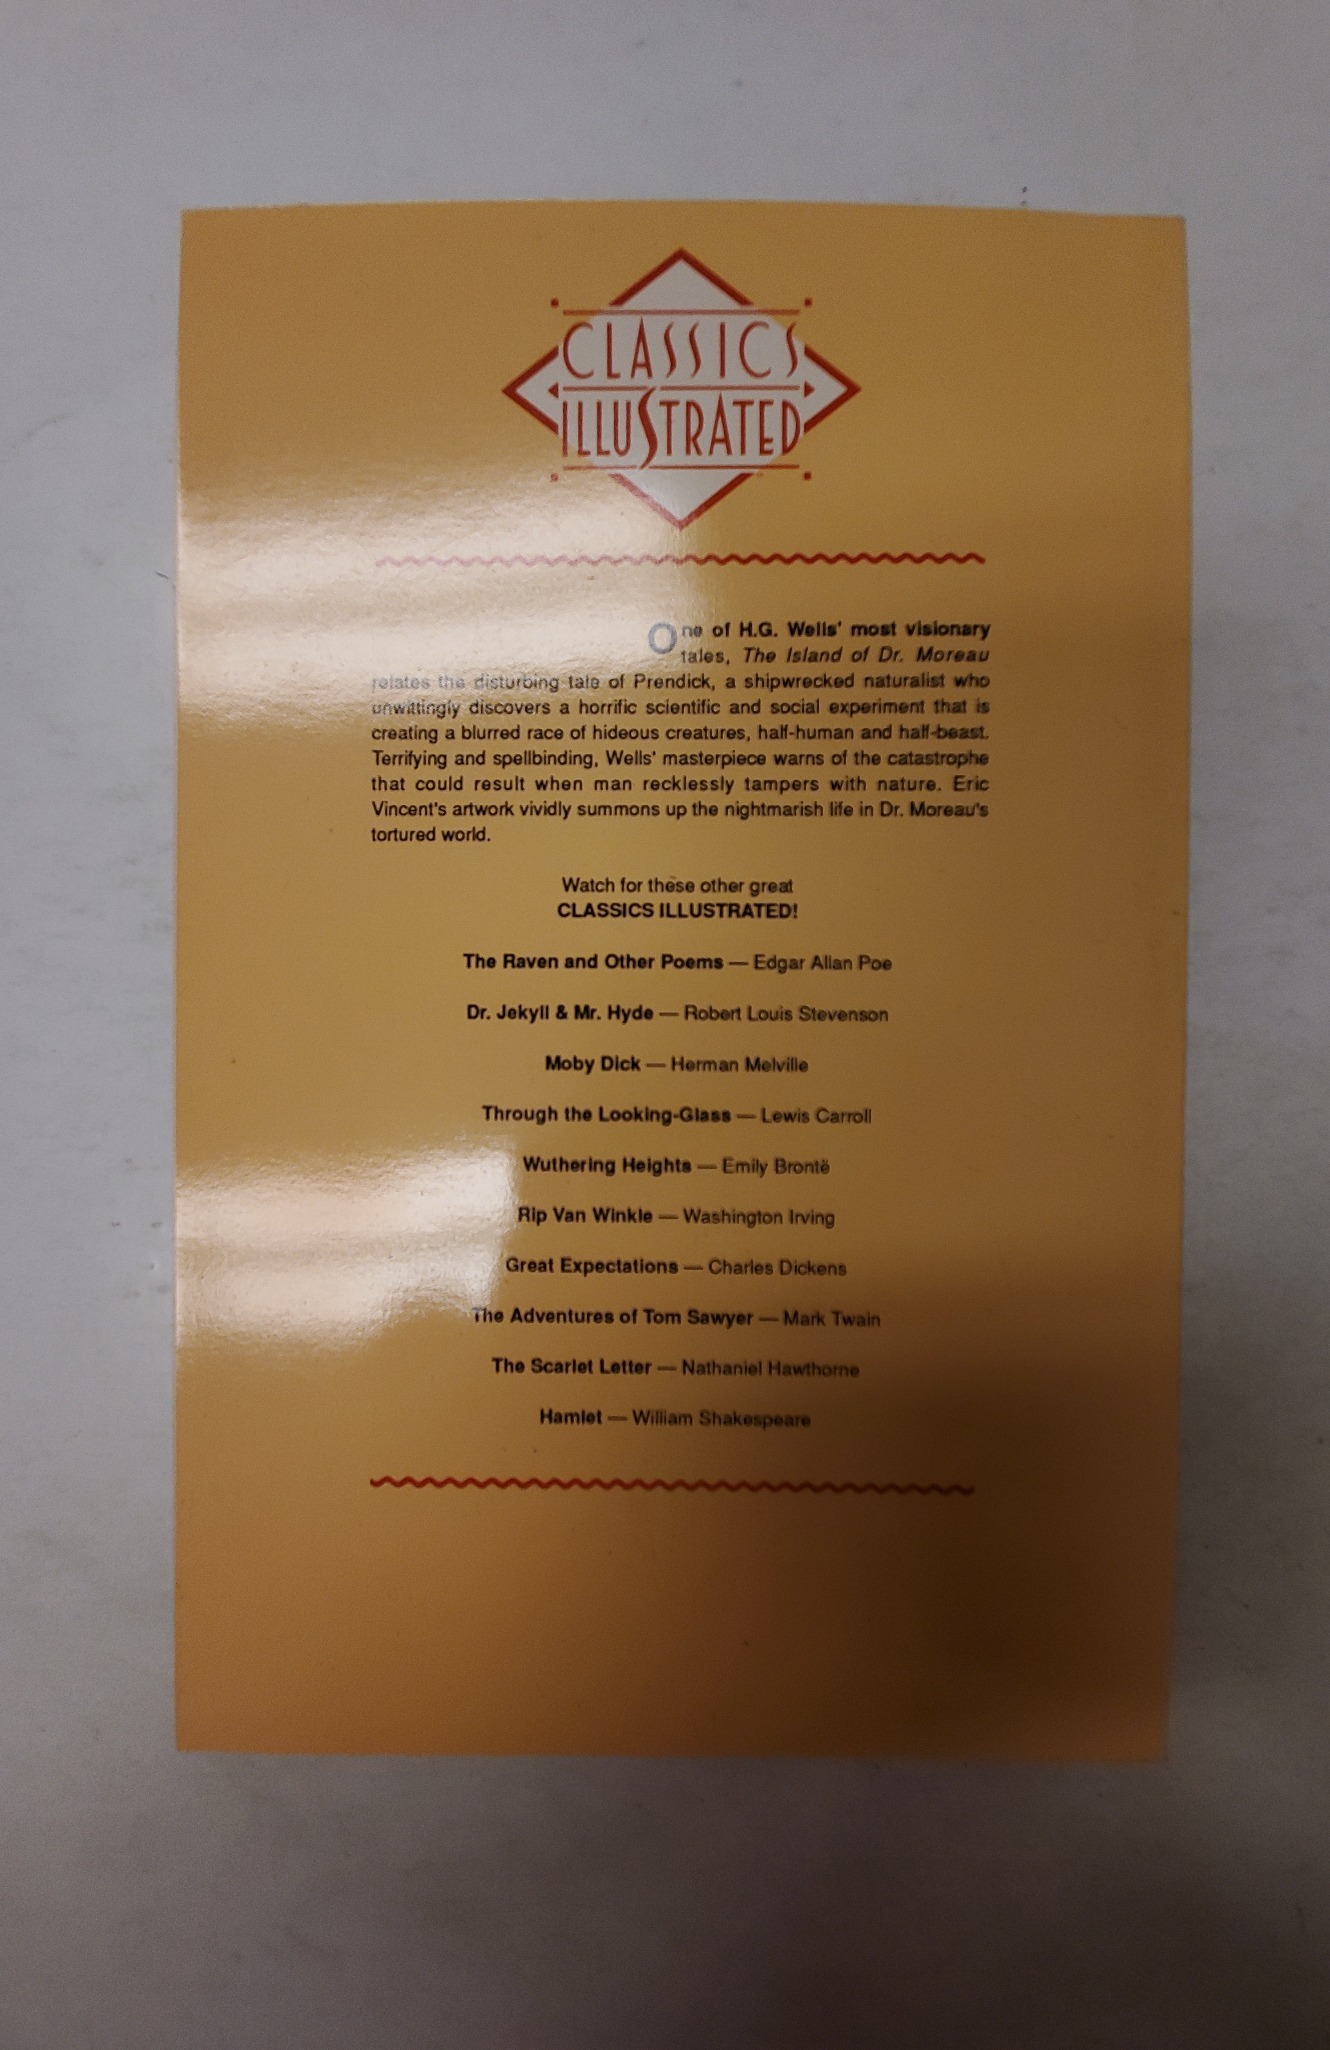 CLASSICS
ILLUSTRATED
One of H.G. Wells' most visionary
tales, The Island of Dr. Moreau
relates the disturbing tale of Prendick, a shipwrecked naturalist who
unwittingly discovers a horrific scientific and social experiment that is
creating a blurred race of hideous creatures, half-human and half-beast.
Terrifying and spellbinding, Wells' masterpiece warns of the catastrophe
that could result when man recklessly tampers with nature. Eric
Vincent's artwork vividly summons up the nightmarish life in Dr. Moreau's
tortured world.
Watch for these other great
CLASSICS ILLUSTRATED!
The Raven and Other Poems — Edgar Allan Poe
Dr. Jekyll & Mr. Hyde — Robert Louis Stevenson
Moby Dick — Herman Melville
Through the Looking-Glass — Lewis Carroll
Wuthering Heights — Emily Brontë
Rip Van Winkle — Washington Irving
Great Expectations — Charles Dickens
The Adventures of Tom Sawyer — Mark Twain
The Scarlet Letter — Nathaniel Hawthorne
Hamlet — William Shakespeare